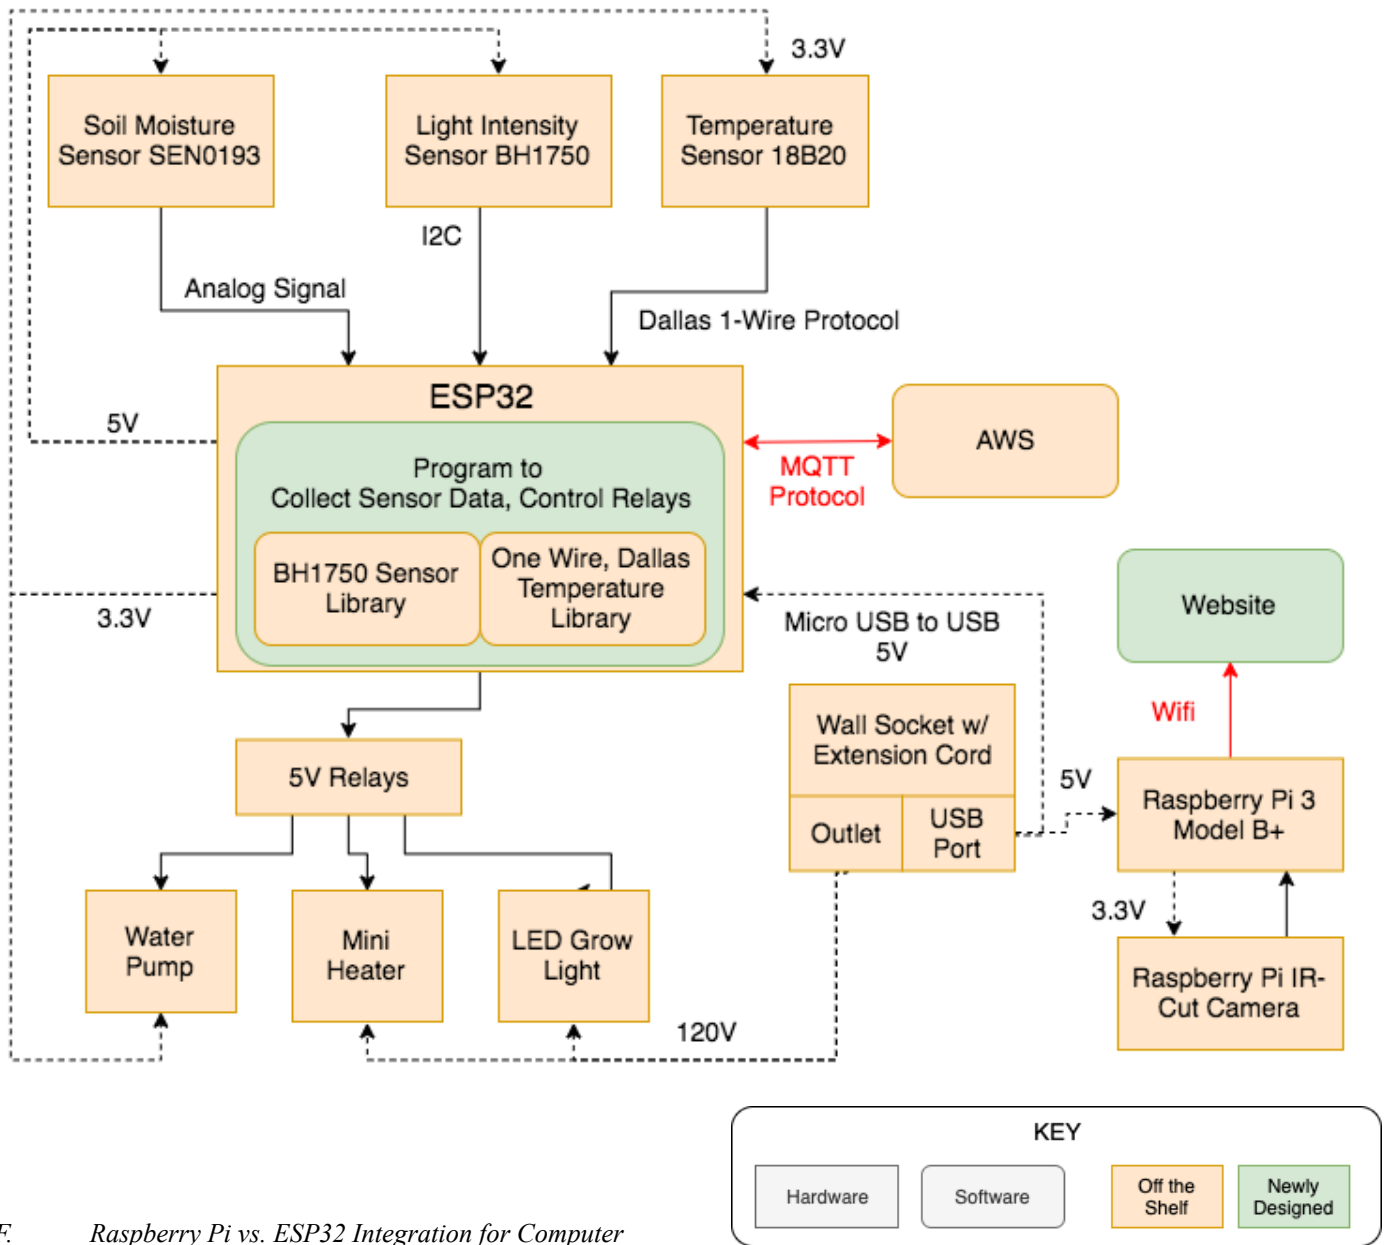 3.3V
Soil Moisture
Sensor SEN0193
Light Intensity
Sensor BH1750
Temperature
Sensor 18B20
I2C
Analog Signal
Dallas 1-Wire Protocol
ESP32
5V
Program to
Collect Sensor Data, Control Relays
BH1750 Sensor
Library
One Wire, Dallas
Temperature
Library
MQTT
Protocol
AWS
3.3V
Micro USB to USB
5V
Website
Wifi
Wall Socket w/
Extension Cord
Outlet
USB
Port
5V
Raspberry Pi 3
Model B+
5V Relays
3.3V
Water
Pump
Mini
Heater
LED Grow
Light
Raspberry Pi IR-
Cut Camera
120V
KEY
Hardware
Software
Off the
Shelf
Newly
Designed
F. Raspberry Pi vs. ESP32 Integration for Computer